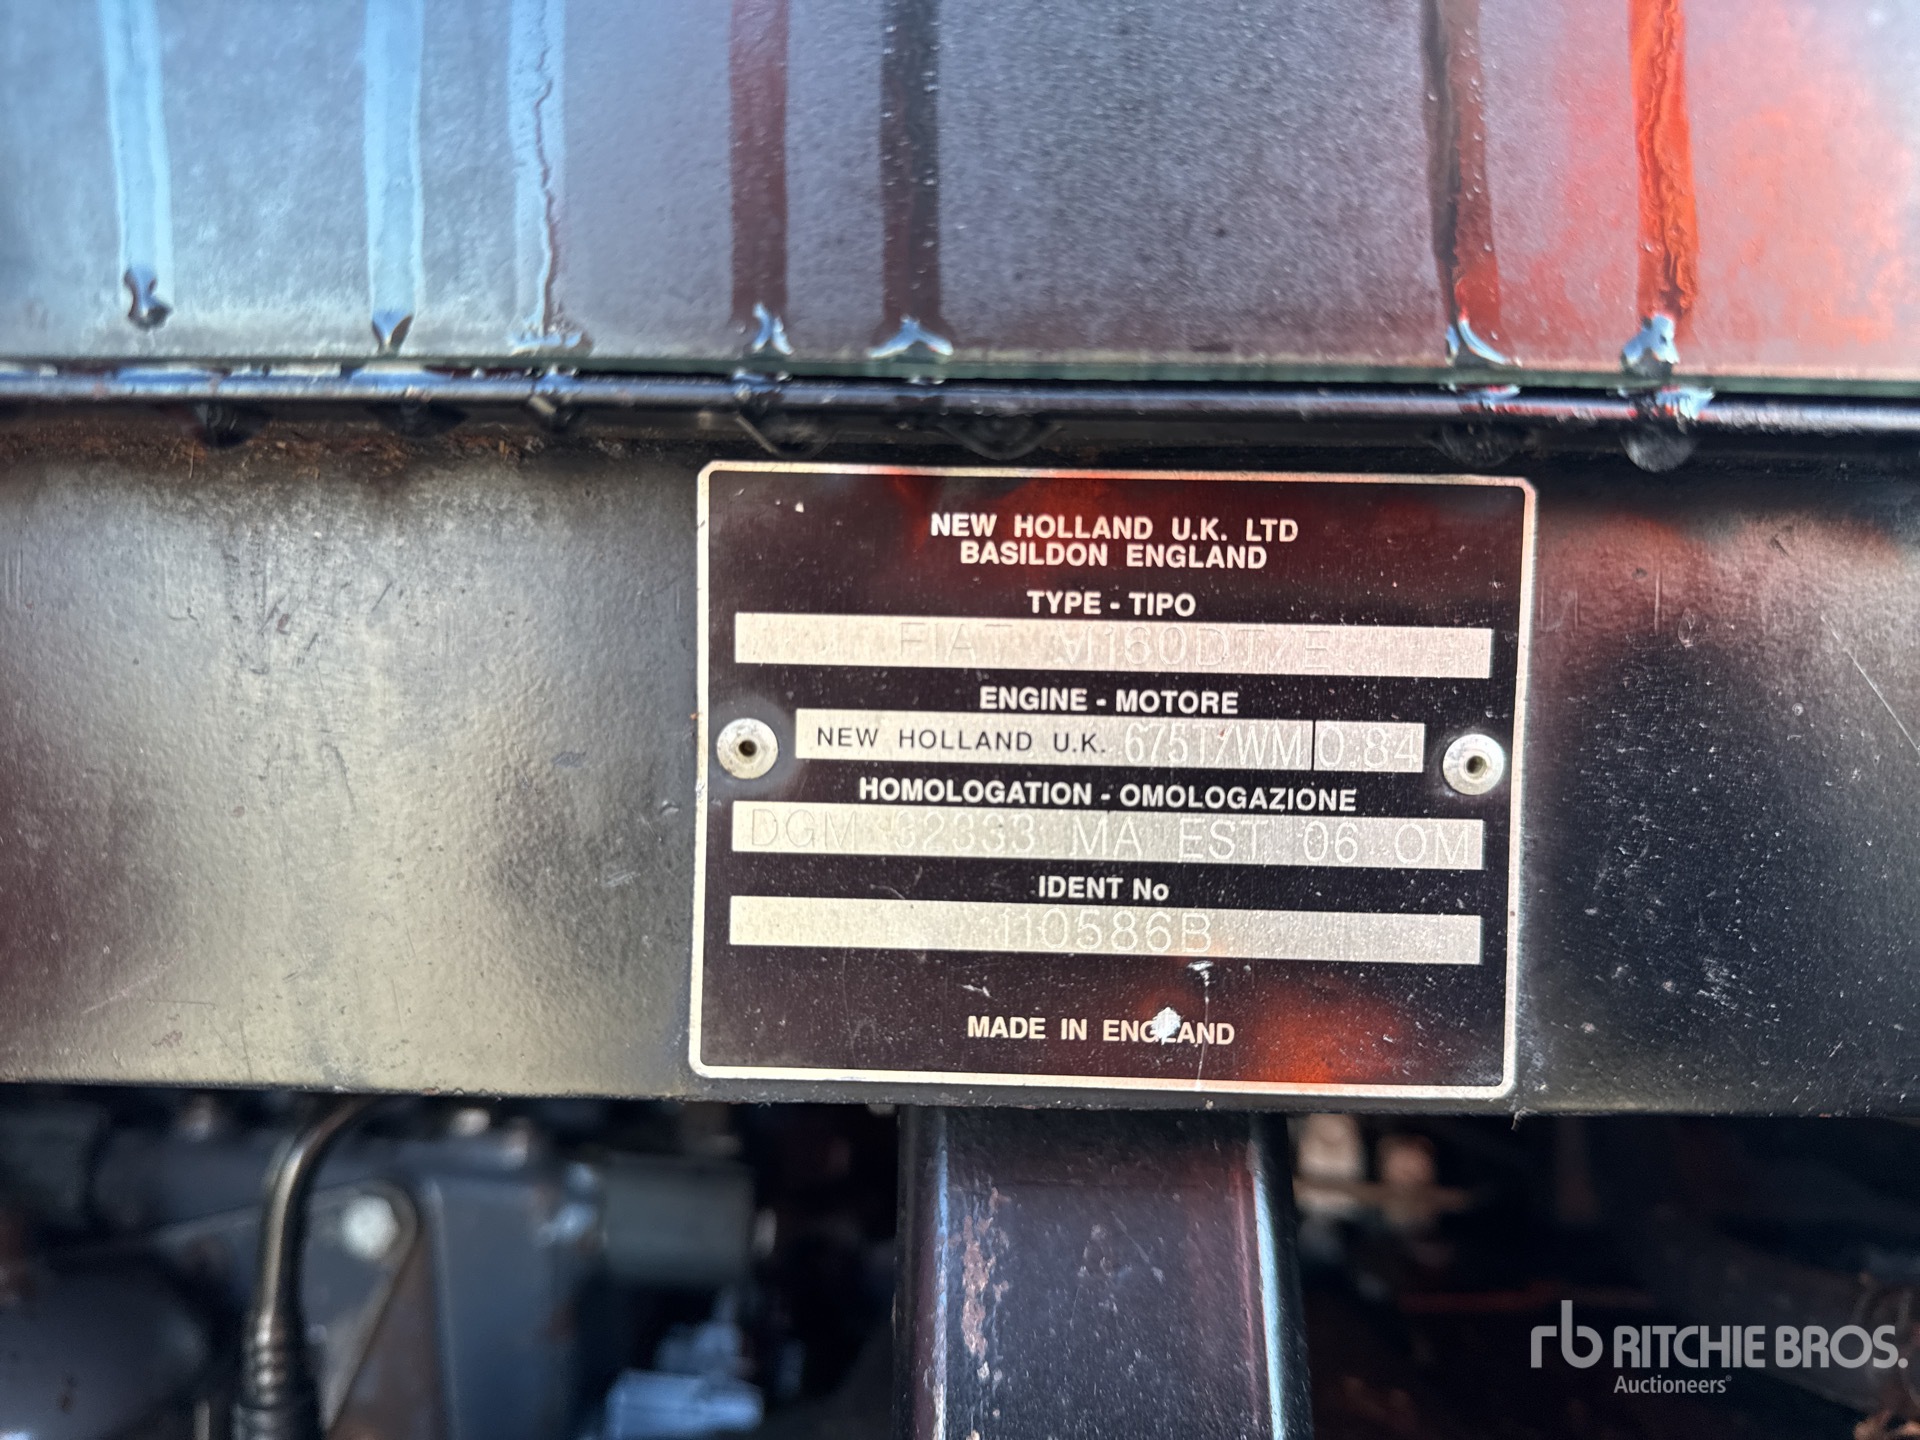 NEW HOLLAND U.K. LTD
BASILDON ENGLAND
TYPE - TIPO
FIAT M160DT/E
ENGINE - MOTORE
NEW HOLLAND U.K. 675T/WM 0.84
HOMOLOGATION - OMOLOGAZIONE
DGM 32333 MA EST 06 OM
IDENT No
110586B
MADE IN ENGLAND
rb RITCHIE BROS.
Auctioneers®